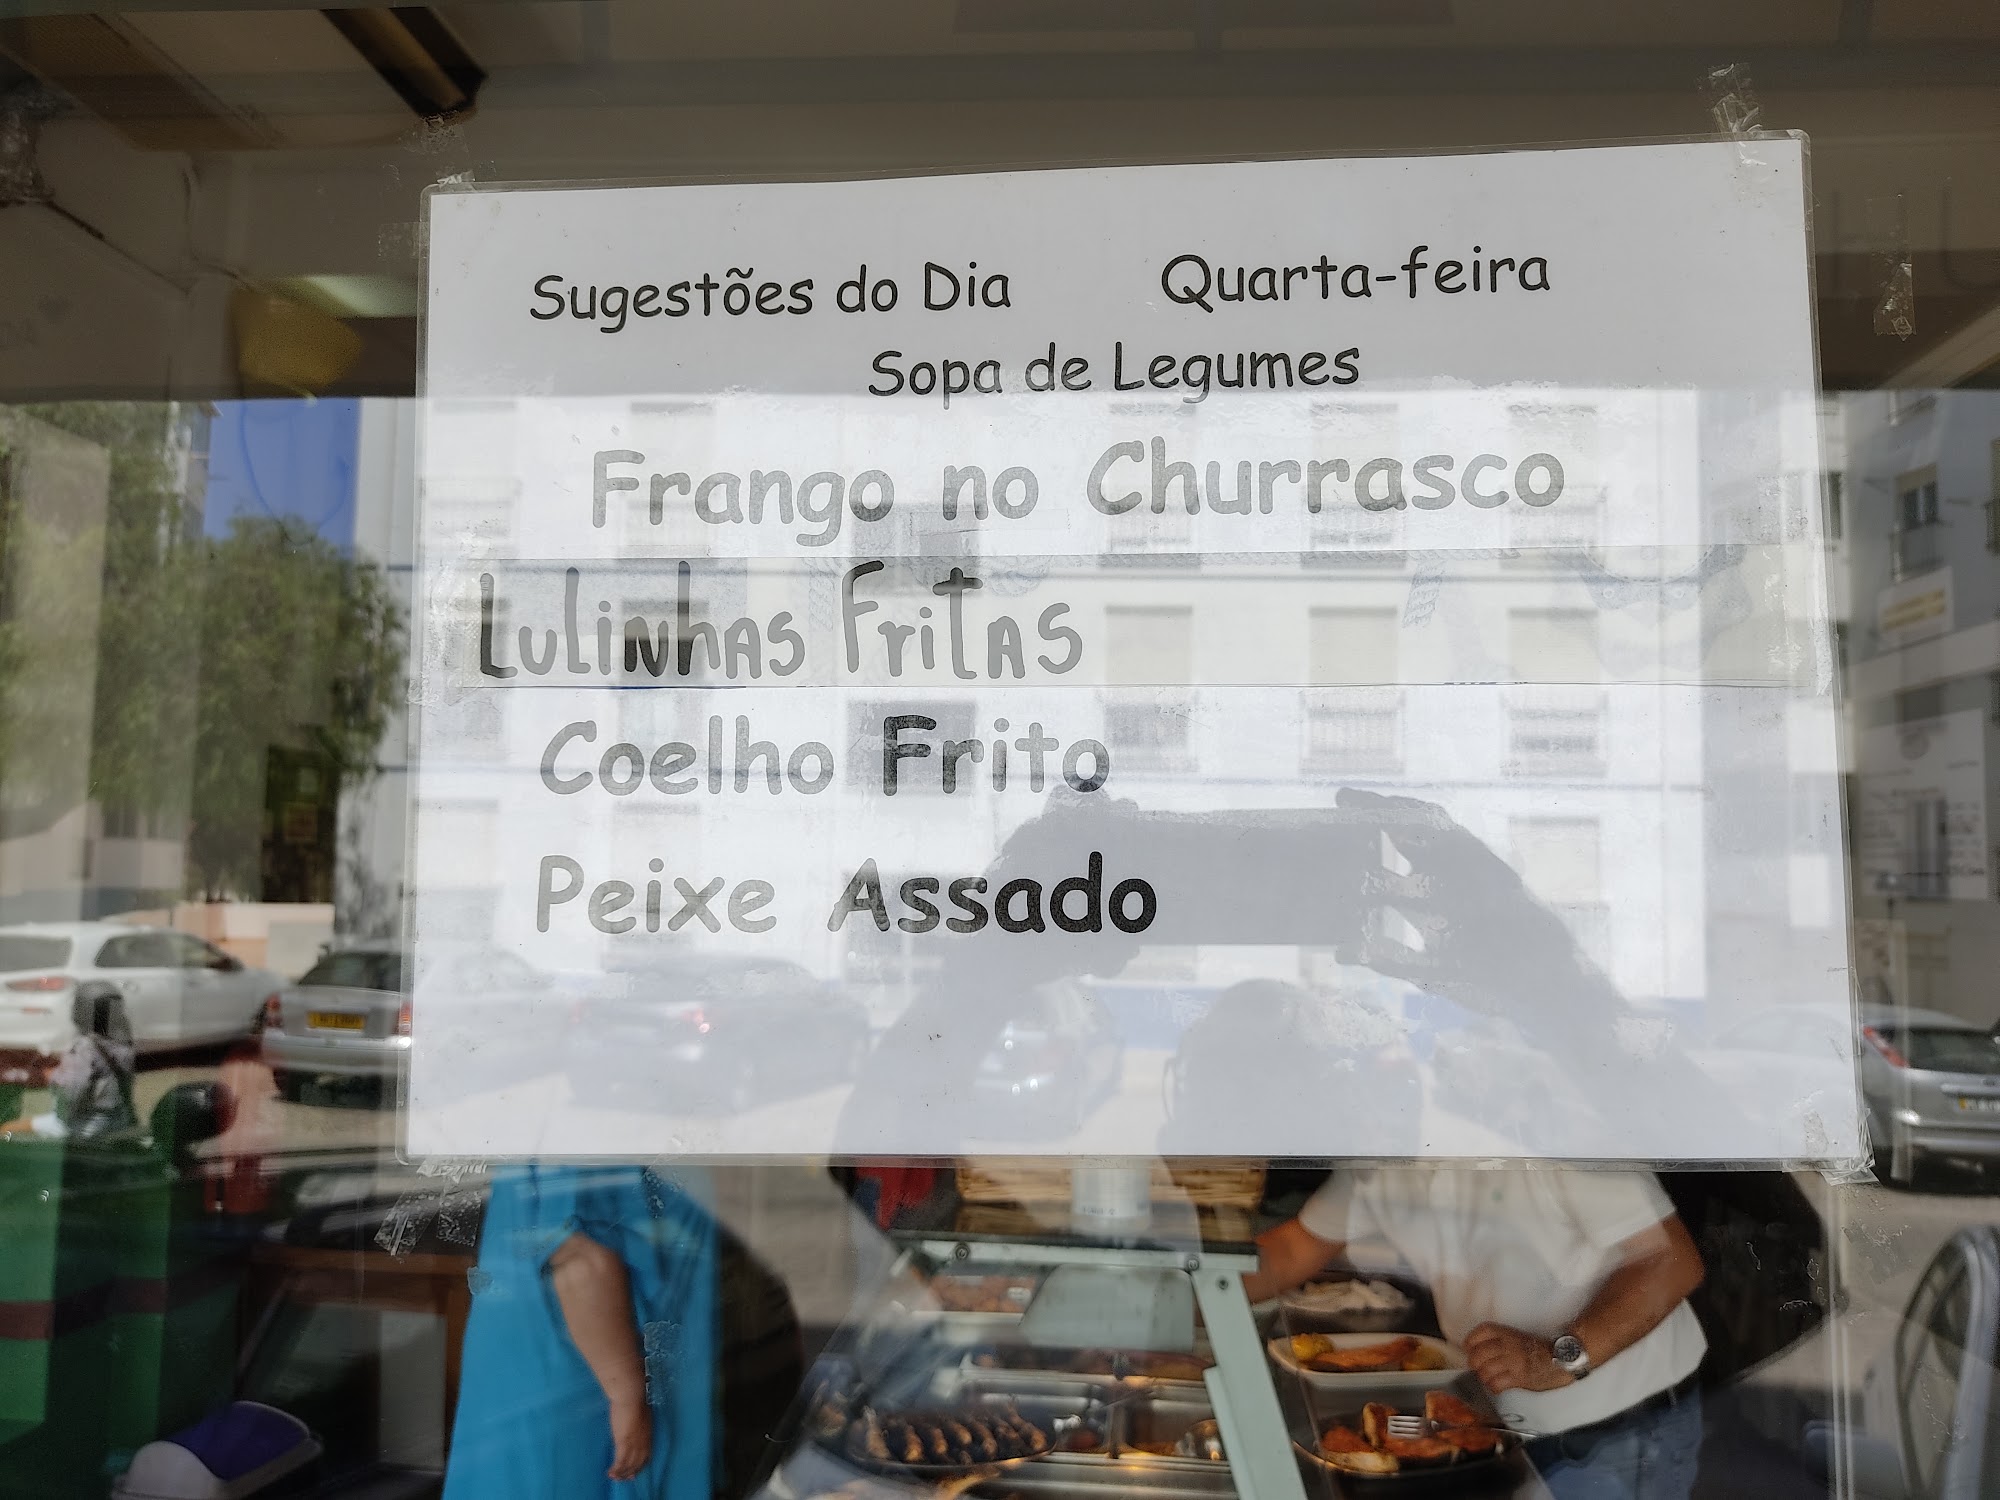 Sugestões do Dia Quarta-feira
Sopa de Legumes
Frango no Churrasco
Lulinhas Fritas
Coelho Frito
Peixe Assado